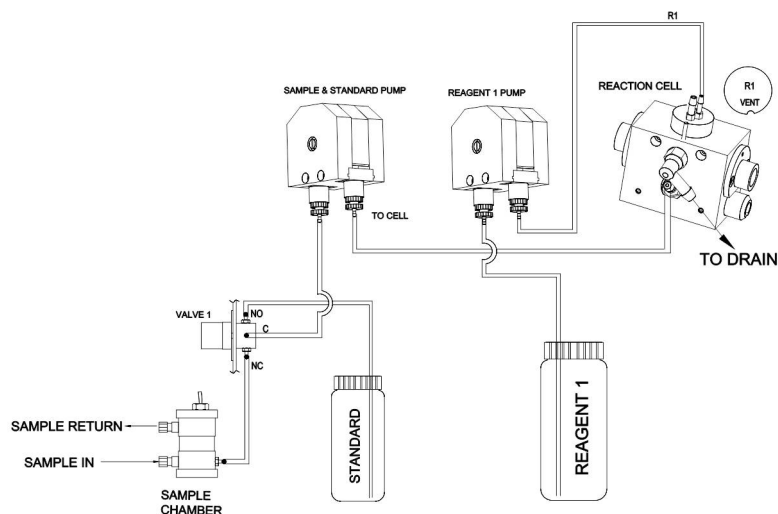 R1
SAMPLE & STANDARD PUMP
REAGENT 1 PUMP
REACTION CELL
R1
VENT
TO CELL
TO DRAIN
VALVE 1
NO
C
NC
SAMPLE RETURN
SAMPLE IN
SAMPLE
CHAMBER
STANDARD
REAGENT 1